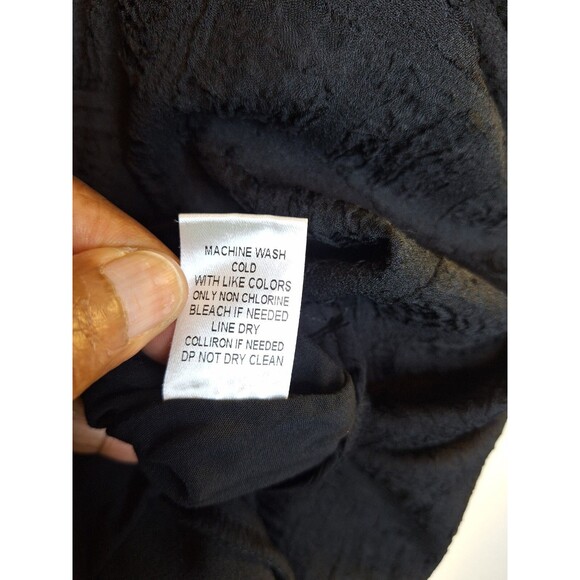 MACHINE WASH
COLD
WITH LIKE COLORS
ONLY NON CHLORINE
BLEACH IF NEEDED
LINE DRY
COLLIRON IF NEEDED
DP NOT DRY CLEAN